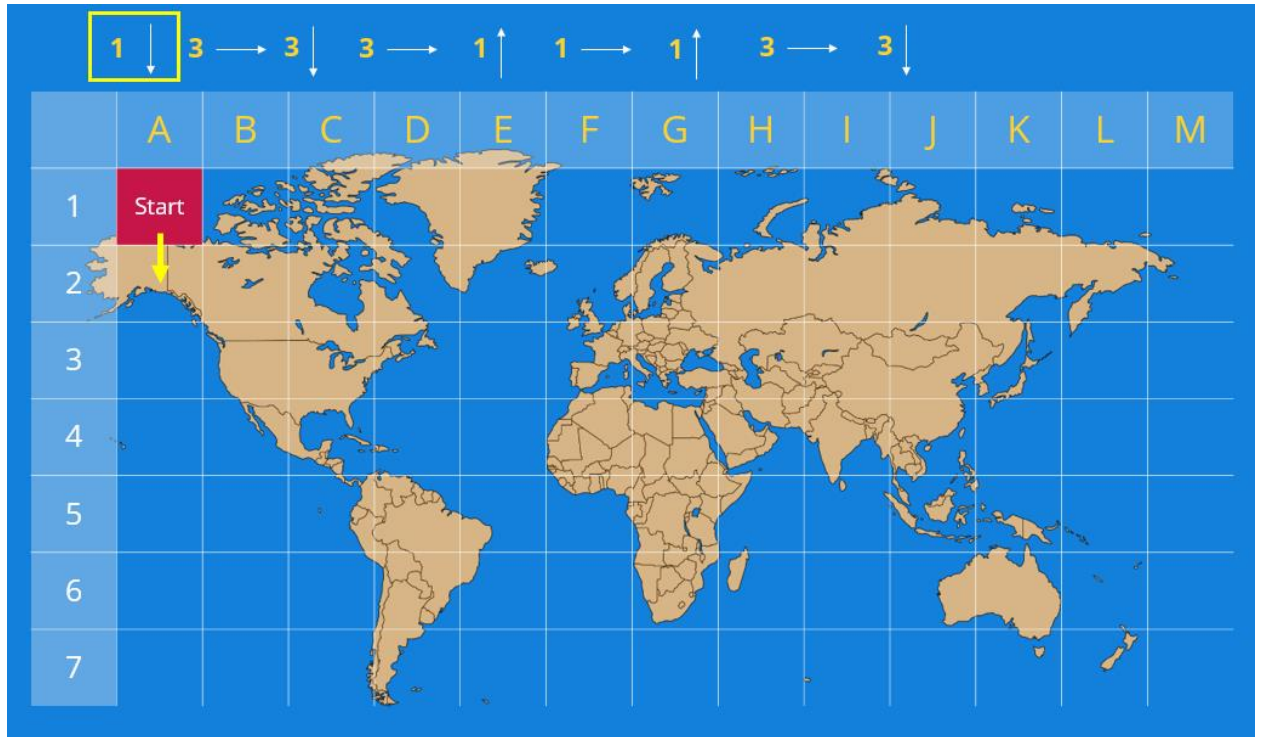 1 ↓ 3 → 3 ↓ 3 → 1 ↑ 1 → 1 ↑ 3 → 3 ↓
A B C D E F G H I J K L M
1 Start
2
3
4
5
6
7